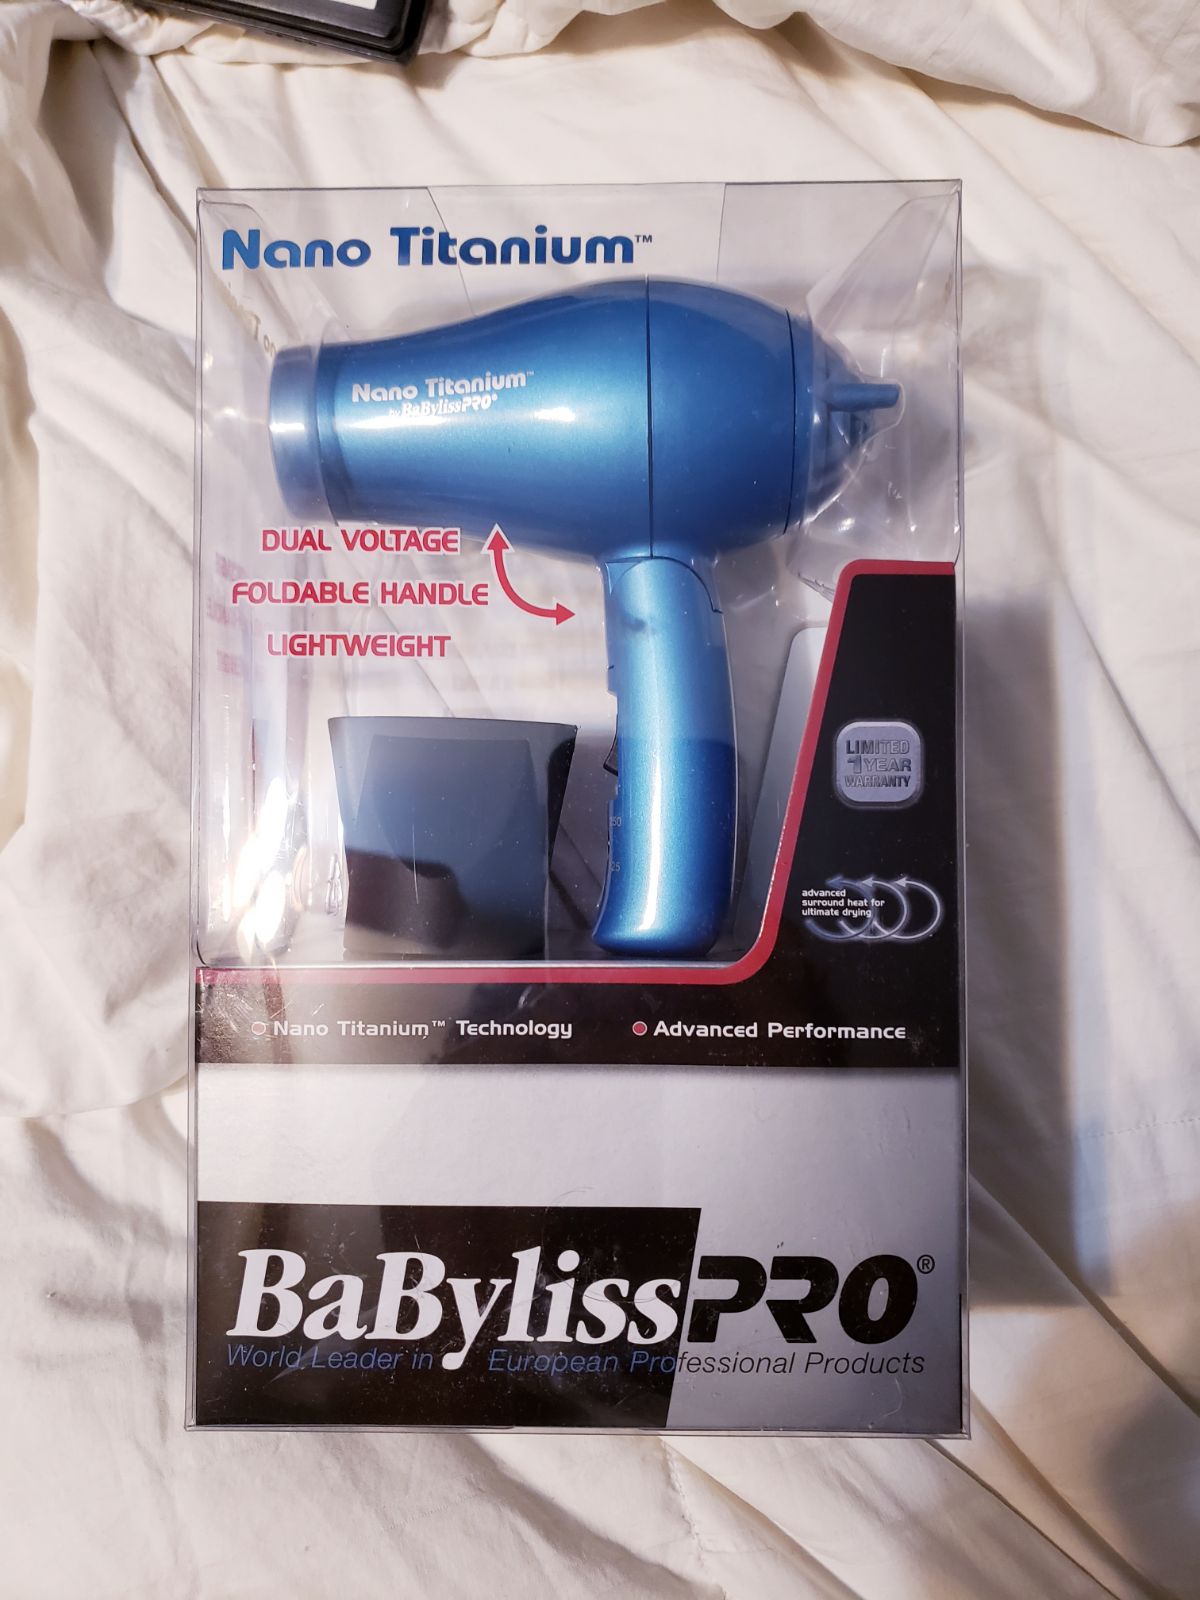 Nano Titanium™
Nano Titanium™
by BaBylissPRO®
DUAL VOLTAGE
FOLDABLE HANDLE
LIGHTWEIGHT
LIMITED
1 YEAR
WARRANTY
advanced
surround heat for
ultimate drying
Nano Titanium™ Technology
Advanced Performance
BaBylissPRO®
World Leader in European Professional Products